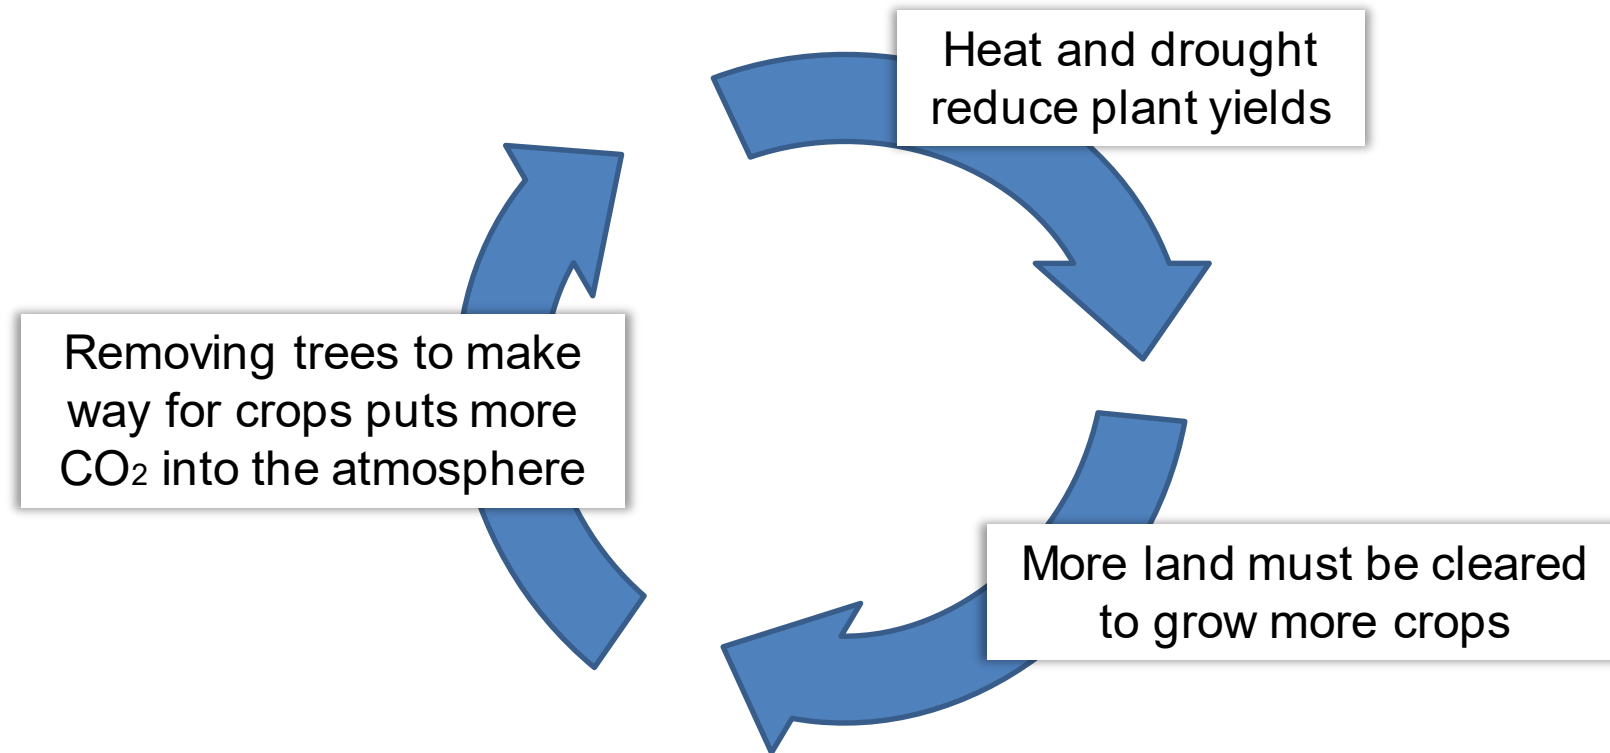 Heat and drought
reduce plant yields
More land must be cleared
to grow more crops
Removing trees to make
way for crops puts more
CO2 into the atmosphere